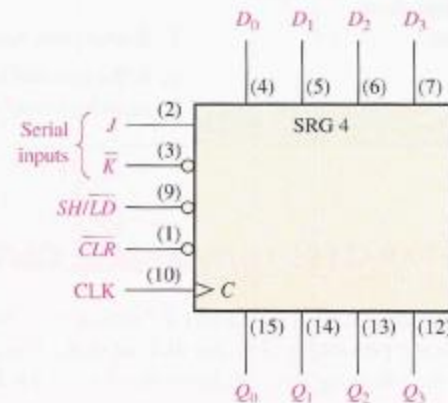 D₀ D₁ D₂ D₃
(4) (5) (6) (7)
SRG 4
Serial inputs
J (2)
K̅ (3)
SH/L̅D̅ (9)
C̅L̅R̅ (1)
CLK (10) C
(15) (14) (13) (12)
Q₀ Q₁ Q₂ Q₃